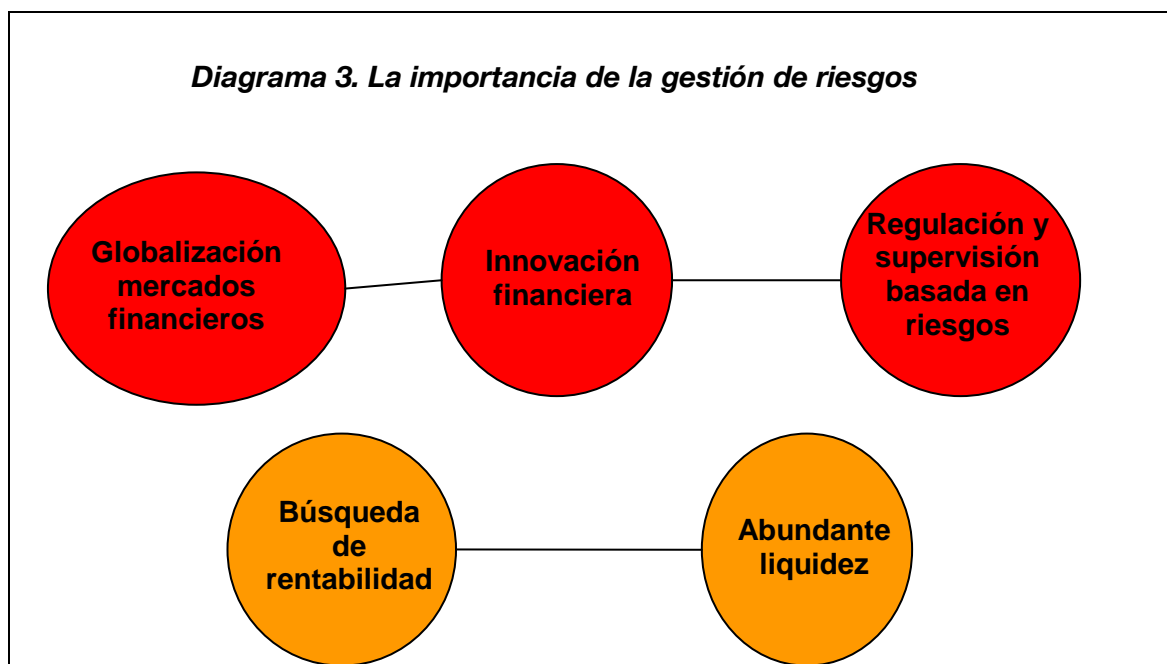 Diagrama 3. La importancia de la gestión de riesgos
Globalización
mercados
financieros
Innovación
financiera
Regulación y
supervisión
basada en
riesgos
Búsqueda
de
rentabilidad
Abundante
liquidez